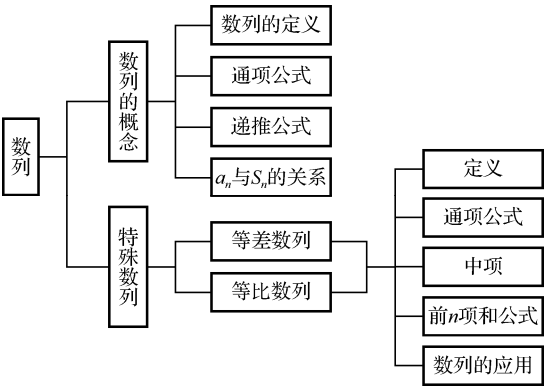 数列
数列的概念
数列的定义
通项公式
递推公式
aₙ与Sₙ的关系
特殊数列
等差数列
等比数列
定义
通项公式
中项
前n项和公式
数列的应用